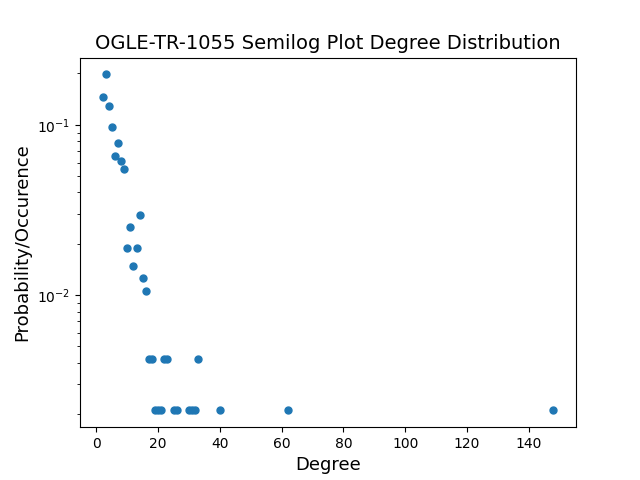 OGLE-TR-1055 Semilog Plot Degree Distribution
Probability/Occurence
10⁻¹
10⁻²
0 20 40 60 80 100 120 140
Degree